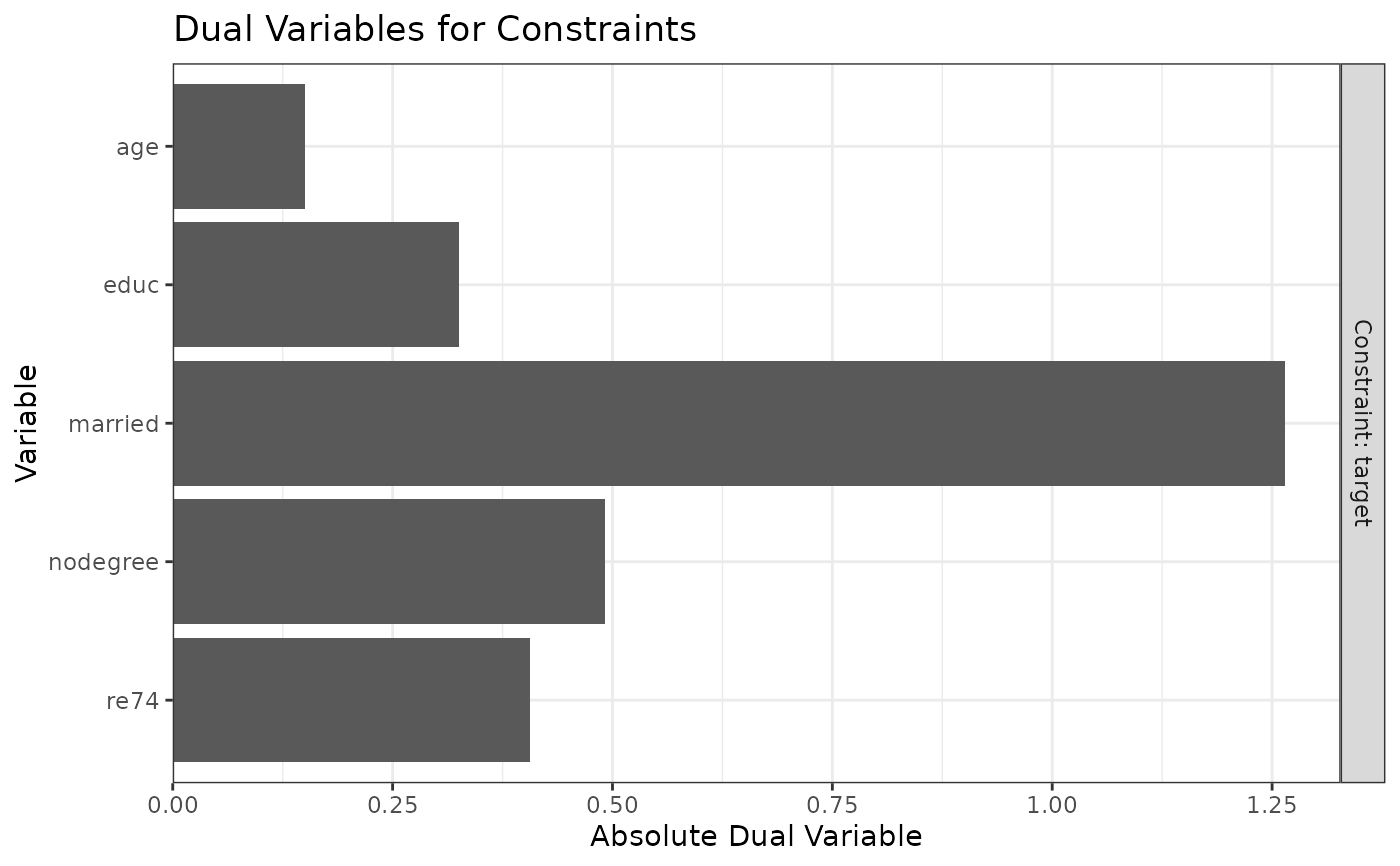 Dual Variables for Constraints
Variable
age
educ
married
nodegree
re74
Constraint: target
0.00 0.25 0.50 0.75 1.00 1.25
Absolute Dual Variable